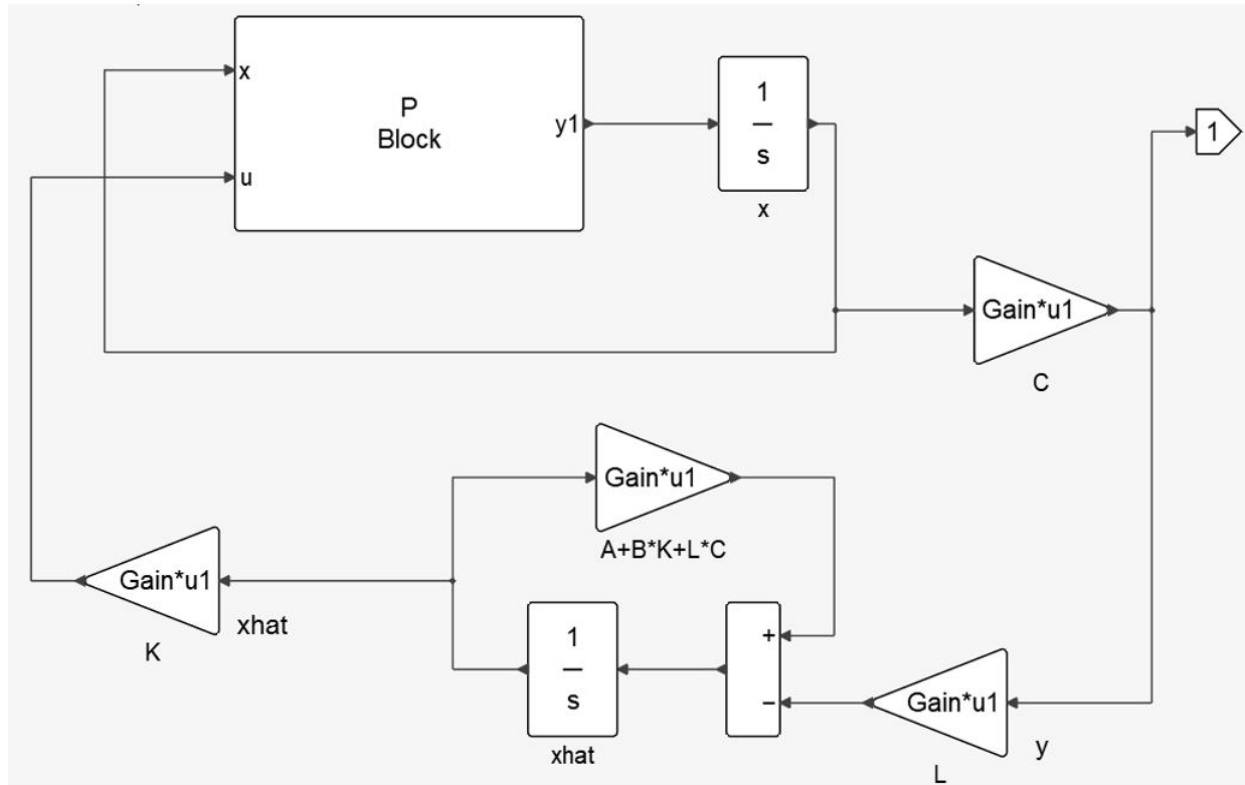 x
P
Block
y1
u
1
s
x
1
Gain*u1
C
Gain*u1
A+B*K+L*C
Gain*u1
xhat
K
1
s
xhat
+
−
Gain*u1
y
L